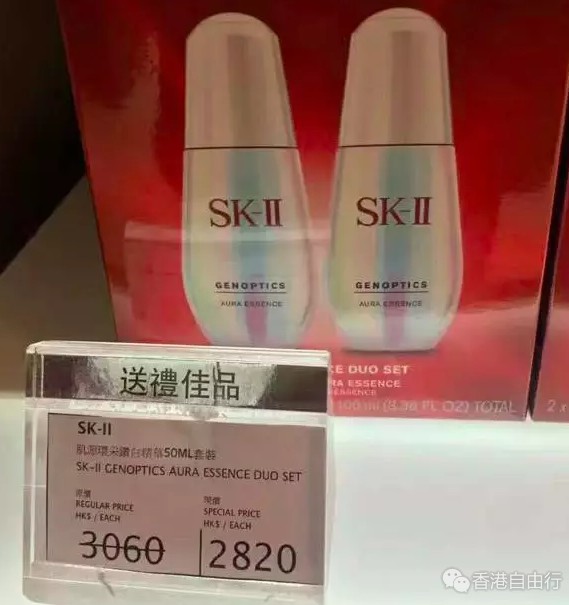 SK-II
SK-II
GENOPTICS
GENOPTICS
AURA ESSENCE
AURA ESSENCE
CE DUO SET
RA ESSENCE
ESSENCE
100 ml (3.38 FL OZ) TOTAL
2 x
送禮佳品
SK-II
肌源環采鑽白精華50ML套裝
SK-II GENOPTICS AURA ESSENCE DUO SET
原價
REGULAR PRICE
HK$ / EACH
3060
現價
SPECIAL PRICE
HK$ / EACH
2820
香港自由行